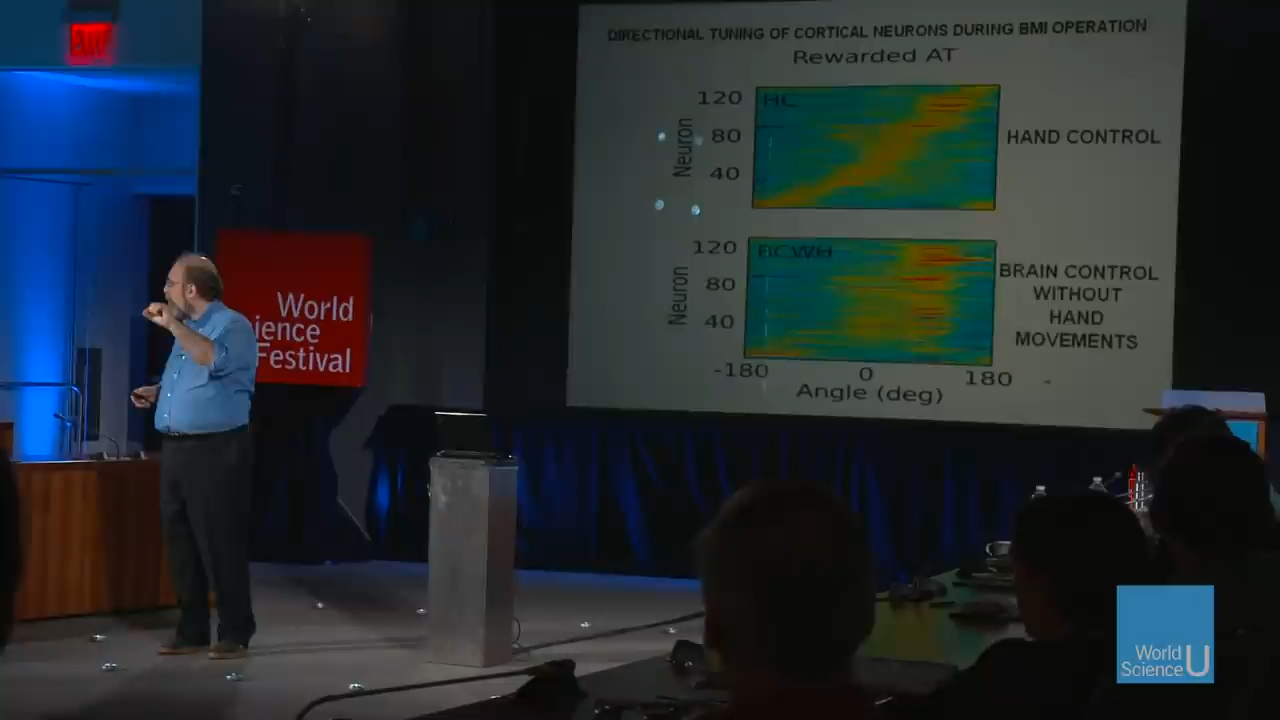 EXIT
DIRECTIONAL TUNING OF CORTICAL NEURONS DURING BMI OPERATION
Rewarded AT
120
HC
80
40
Neuron
HAND CONTROL
120
BCWH
80
40
Neuron
BRAIN CONTROL
WITHOUT
HAND
MOVEMENTS
-180
0
180
Angle (deg)
World
ience
Festival
World
Science U